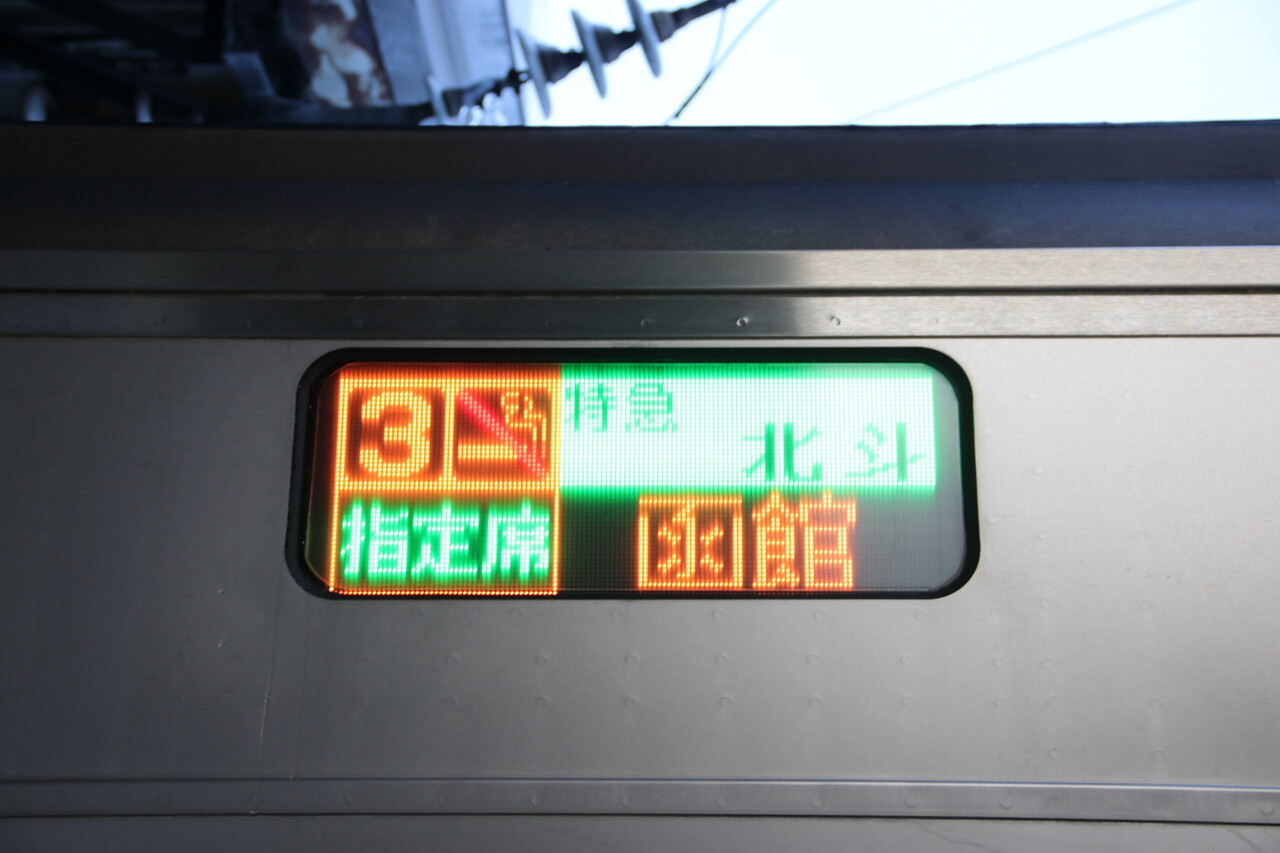 3 特急
北斗
指定席 函館